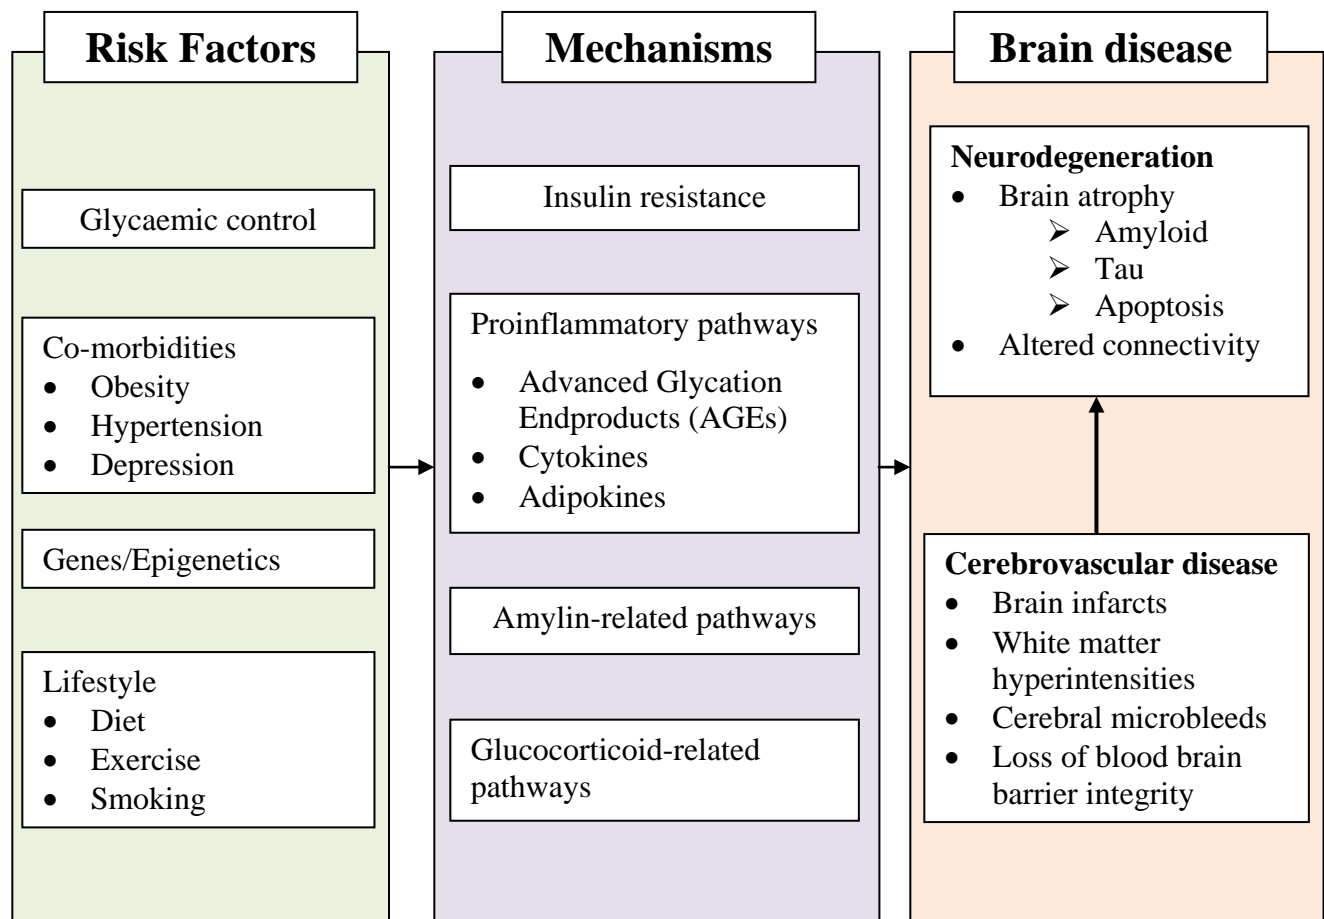 Risk Factors
Glycaemic control
Co-morbidities
• Obesity
• Hypertension
• Depression
Genes/Epigenetics
Lifestyle
• Diet
• Exercise
• Smoking
Mechanisms
Insulin resistance
Proinflammatory pathways
• Advanced Glycation
Endproducts (AGEs)
• Cytokines
• Adipokines
Amylin-related pathways
Glucocorticoid-related
pathways
Brain disease
Neurodegeneration
• Brain atrophy
➢ Amyloid
➢ Tau
➢ Apoptosis
• Altered connectivity
Cerebrovascular disease
• Brain infarcts
• White matter
hyperintensities
• Cerebral microbleeds
• Loss of blood brain
barrier integrity